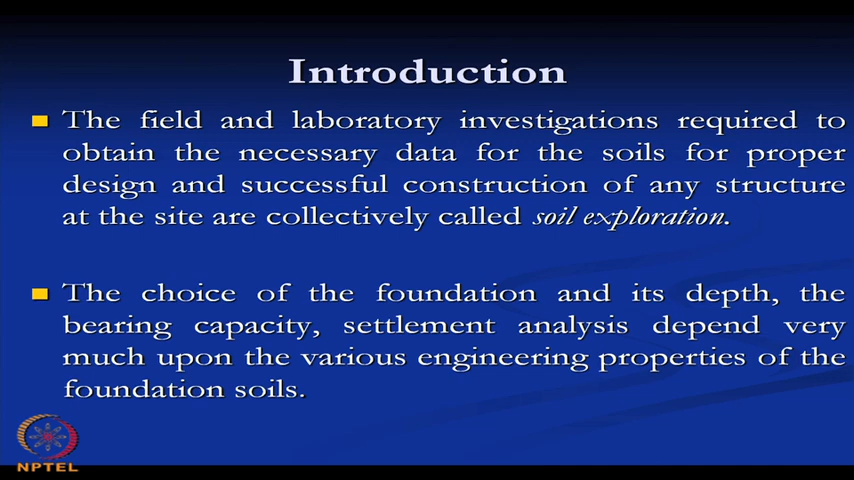 Introduction
The field and laboratory investigations required to
obtain the necessary data for the soils for proper
design and successful construction of any structure
at the site are collectively called soil exploration.
The choice of the foundation and its depth, the
bearing capacity, settlement analysis depend very
much upon the various engineering properties of the
foundation soils.
NPTEL